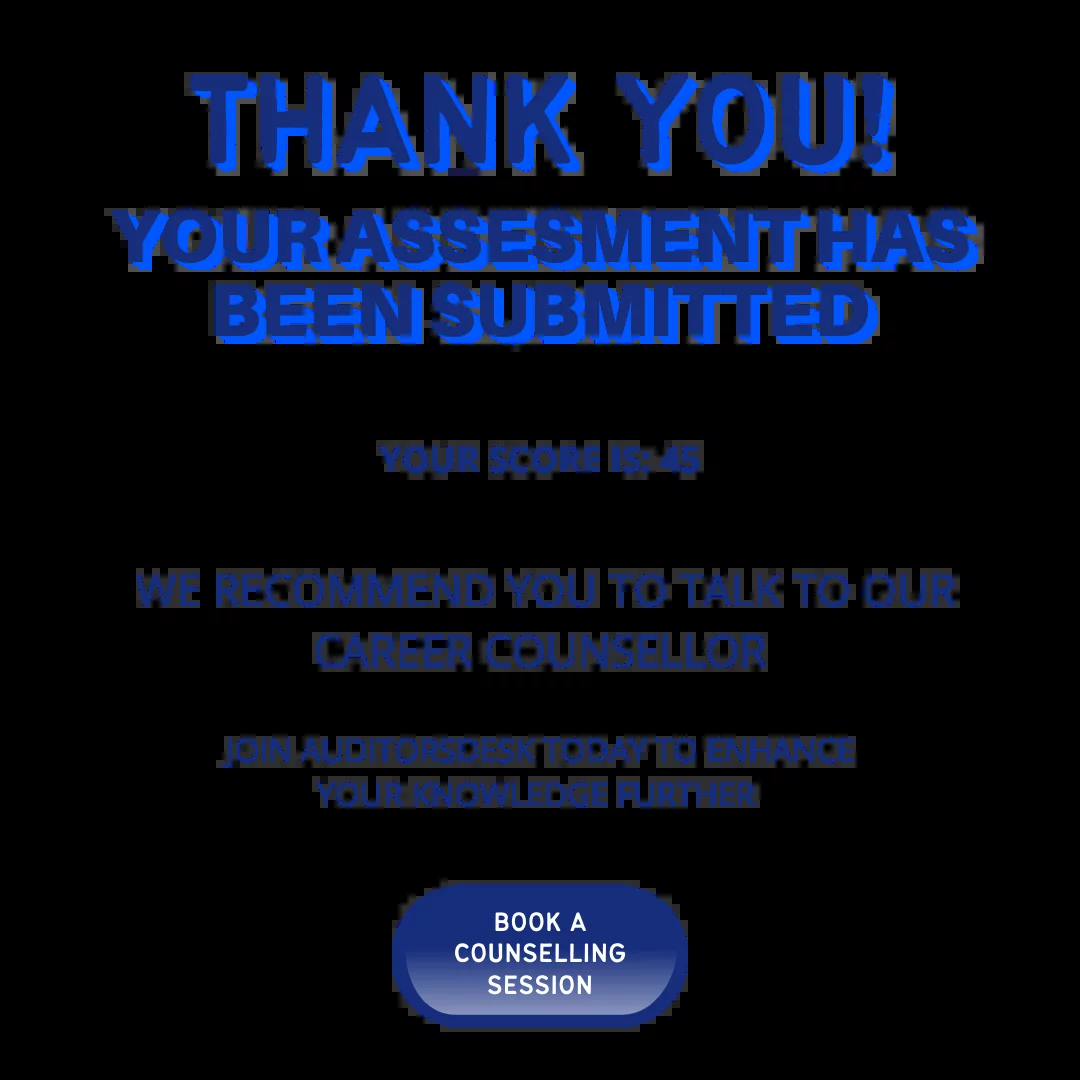 THANK YOU!
YOUR ASSESMENT HAS
BEEN SUBMITTED
YOUR SCORE IS: 45
WE RECOMMEND YOU TO TALK TO OUR
CAREER COUNSELLOR
JOIN AUDITORSDESK TODAY TO ENHANCE
YOUR KNOWLEDGE FURTHER
BOOK A
COUNSELLING
SESSION